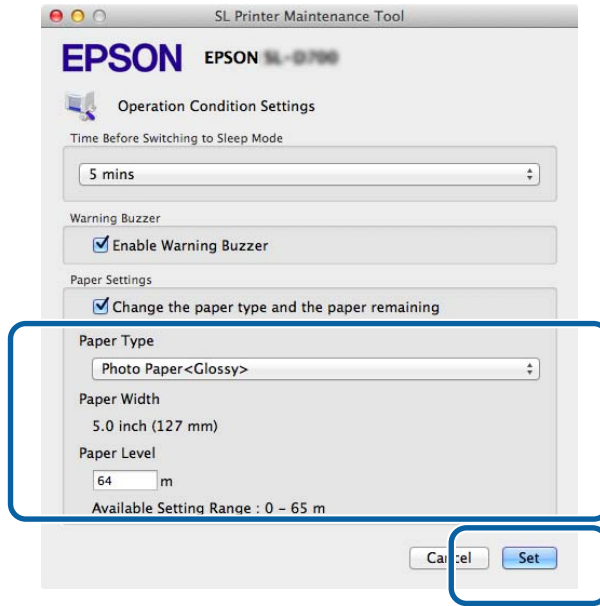 SL Printer Maintenance Tool
EPSON EPSON
Operation Condition Settings
Time Before Switching to Sleep Mode
5 mins
Warning Buzzer
Enable Warning Buzzer
Paper Settings
Change the paper type and the paper remaining
Paper Type
Photo Paper<Glossy>
Paper Width
5.0 inch (127 mm)
Paper Level
64 m
Available Setting Range : 0 – 65 m
Cancel Set